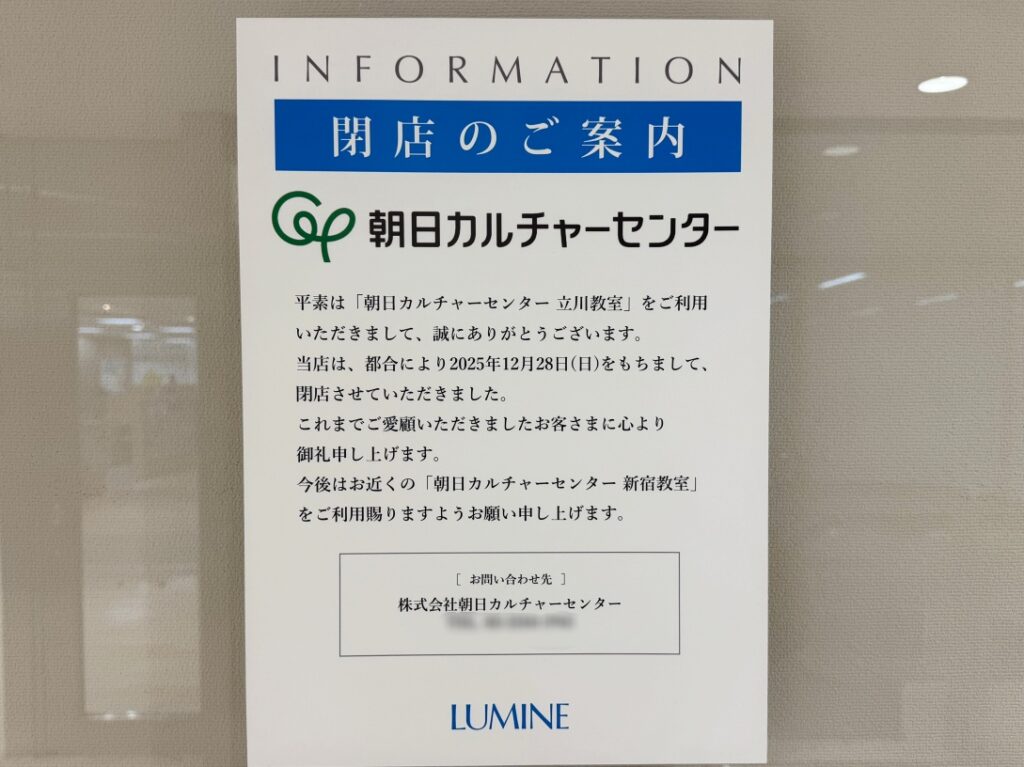 INFORMATION
閉店のご案内
朝日カルチャーセンター
平素は「朝日カルチャーセンター 立川教室」をご利用
いただきまして、誠にありがとうございます。
当店は、都合により2025年12月28日(日)をもちまして、
閉店させていただきました。
これまでご愛顧いただきましたお客さまに心より
御礼申し上げます。
今後はお近くの「朝日カルチャーセンター 新宿教室」
をご利用賜りますようお願い申し上げます。
［ お問い合わせ先 ］
株式会社朝日カルチャーセンター
LUMINE